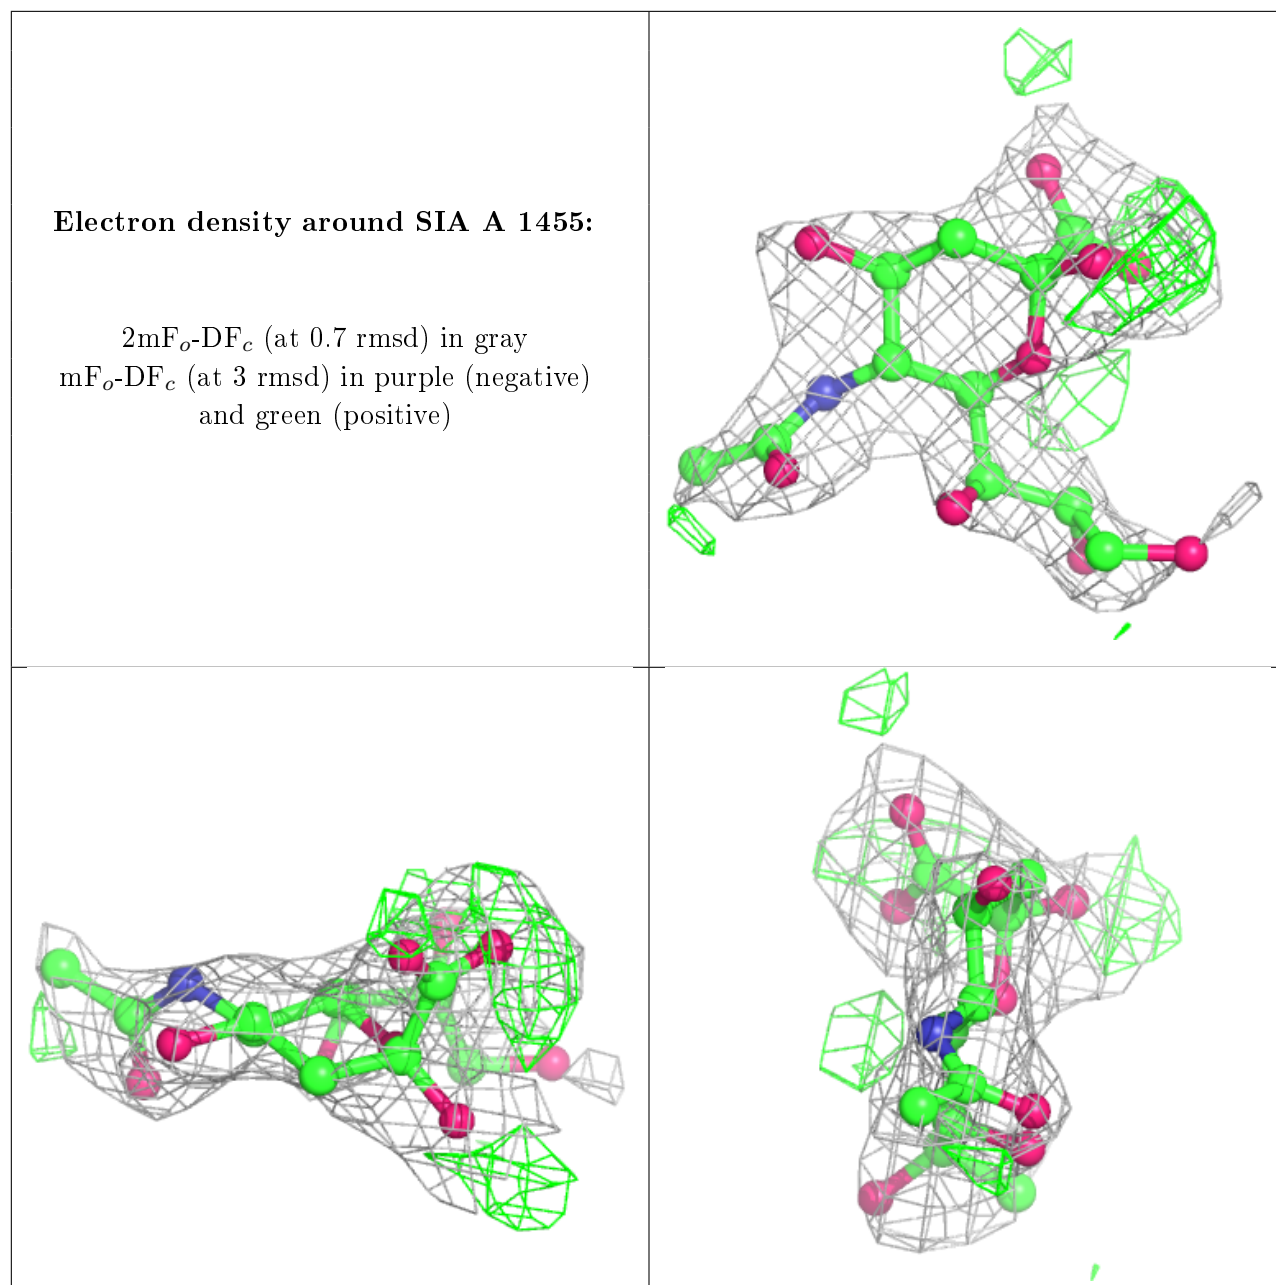 Electron density around SIA A 1455:
2mFₒ-DF𝒸 (at 0.7 rmsd) in gray
mFₒ-DF𝒸 (at 3 rmsd) in purple (negative)
and green (positive)